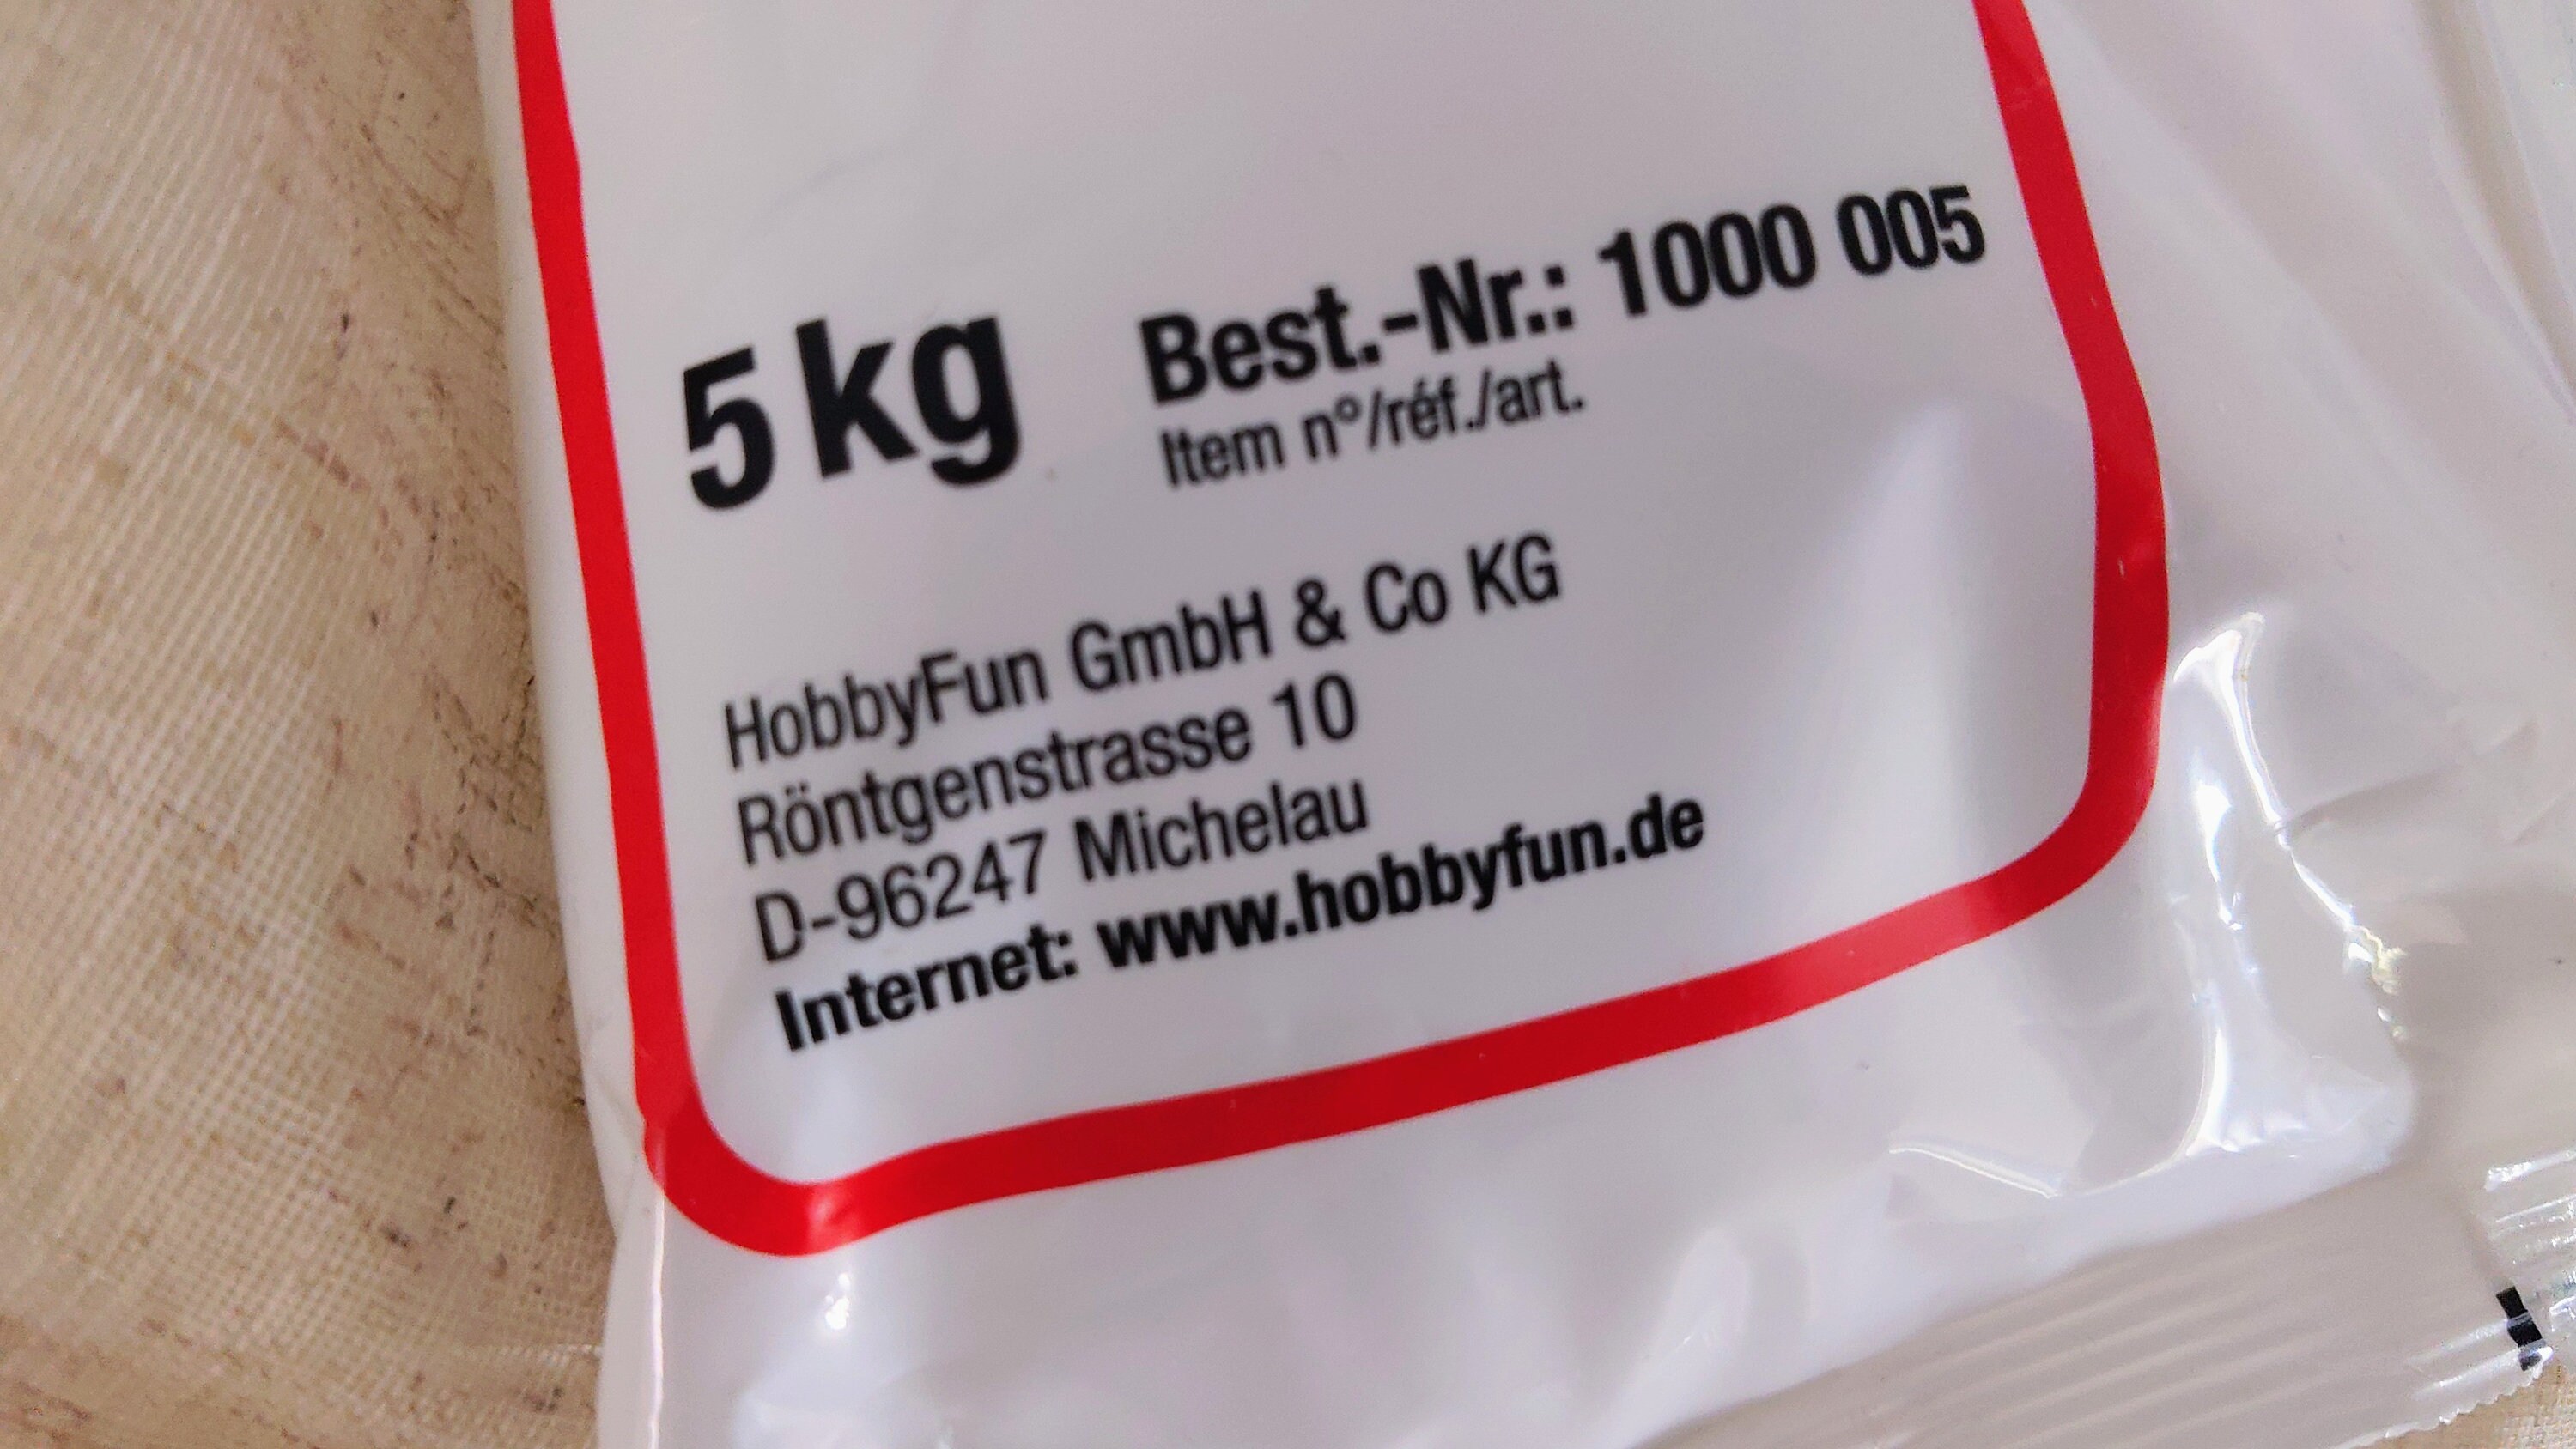 5 kg Best.-Nr.: 1000 005
Item n°/réf./art.
HobbyFun GmbH & Co KG
Röntgenstrasse 10
D-96247 Michelau
Internet: www.hobbyfun.de